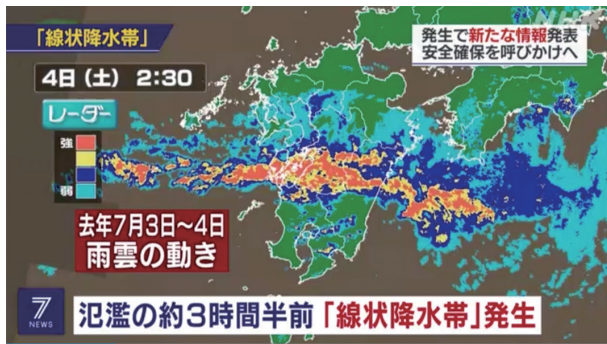 「線状降水帯」
発生で新たな情報発表
安全確保を呼びかけへ
4日(土) 2:30
レーダー
強
弱
去年7月3日～4日
雨雲の動き
7
NEWS
氾濫の約3時間半前「線状降水帯」発生